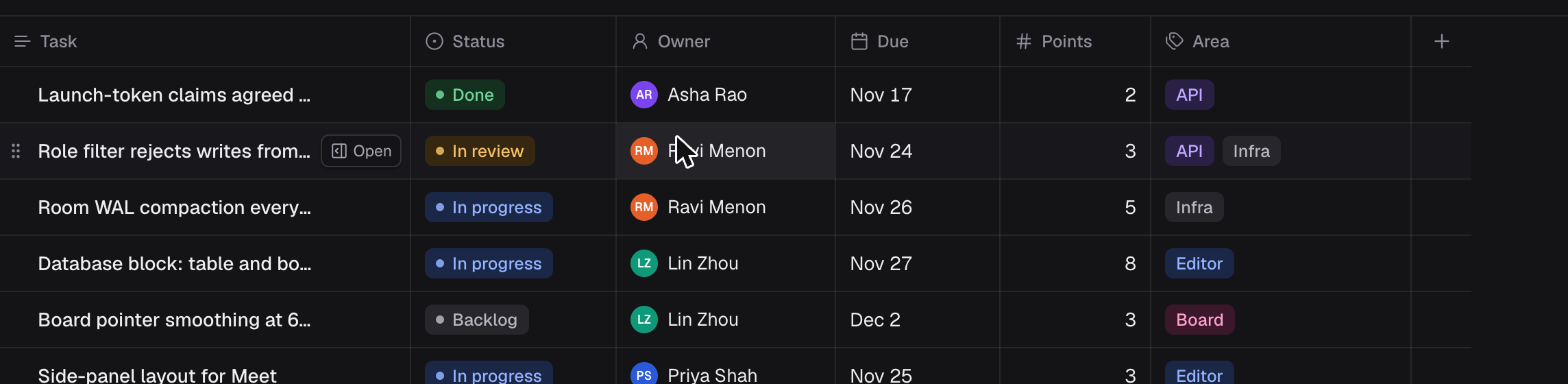 Task Status Owner Due Points Area
Launch-token claims agreed ... Done AR Asha Rao Nov 17 2 API
Role filter rejects writes from... Open In review RM Menon Nov 24 3 API Infra
Room WAL compaction every... In progress RM Ravi Menon Nov 26 5 Infra
Database block: table and bo... In progress LZ Lin Zhou Nov 27 8 Editor
Board pointer smoothing at 6... Backlog LZ Lin Zhou Dec 2 3 Board
Side-panel layout for Meet In progress PS Priya Shah Nov 25 3 Editor